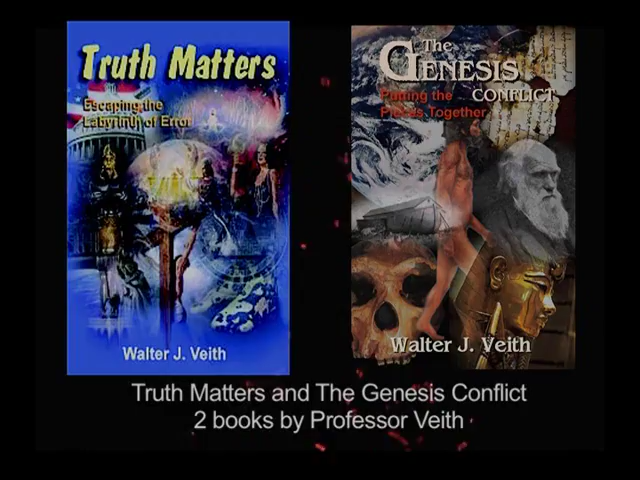 Truth Matters
Escaping the
Labyrinth of Error
Walter J. Veith
The
GENESIS
CONFLICT
Putting the
Pieces Together
Walter J. Veith
Truth Matters and The Genesis Conflict
2 books by Professor Veith